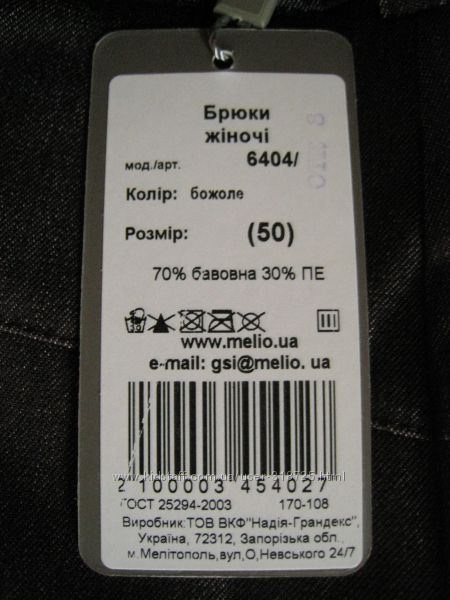 Брюки
жіночі
мод./арт. 6404/
Колір: божоле
Розмір: (50)
70% бавовна 30% ПЕ
www.melio.ua
e-mail: gsi@melio. ua
2 000003 454027
ГОСТ 25294-2003 170-108
Виробник:ТОВ ВКФ"Надія-Грандекс",
Україна, 72312, Запорізька обл.,
м.Мелітополь,вул,О,Невського 24/7